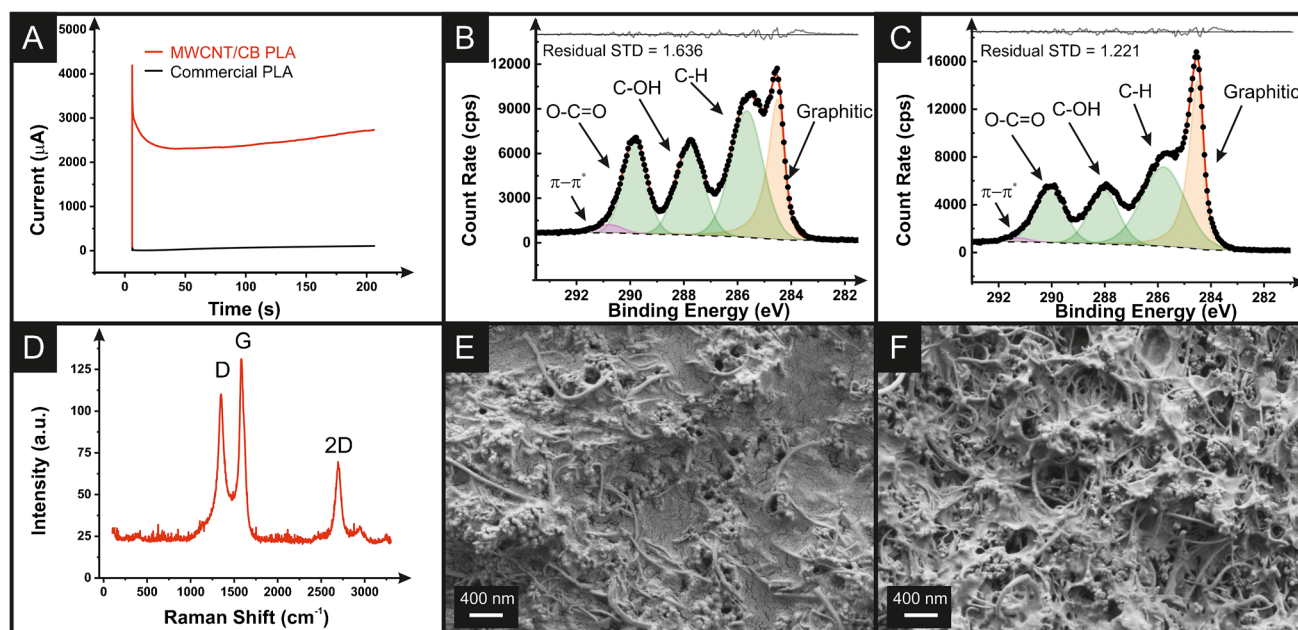 A
5000
4000
3000
2000
1000
0
Current (μA)
MWCNT/CB PLA
Commercial PLA
0
50
100
150
200
Time (s)
B
Residual STD = 1.636
12000
9000
6000
3000
0
Count Rate (cps)
π–π*
O-C=O
C-OH
C-H
Graphitic
292
290
288
286
284
282
Binding Energy (eV)
C
Residual STD = 1.221
16000
12000
8000
4000
0
Count Rate (cps)
π–π*
O-C=O
C-OH
C-H
Graphitic
292
290
288
286
284
282
Binding Energy (eV)
D
125
100
75
50
25
0
Intensity (a.u.)
D
G
2D
0
500
1000
1500
2000
2500
3000
Raman Shift (cm⁻¹)
E
400 nm
F
400 nm